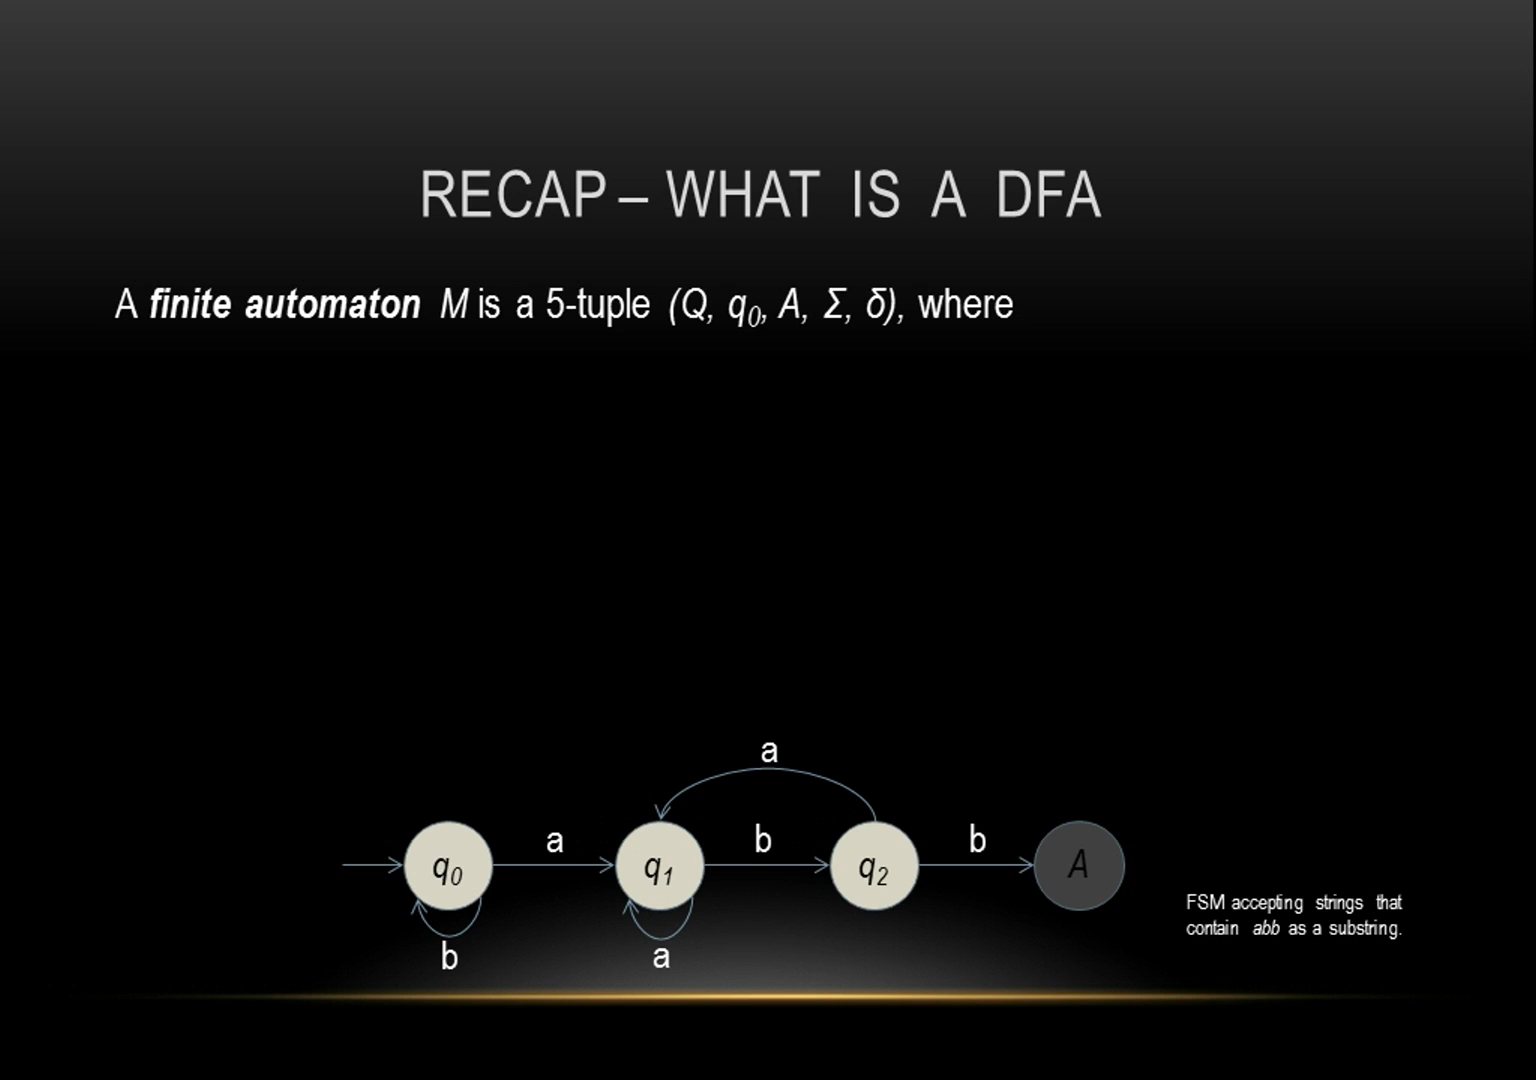 RECAP – WHAT IS A DFA
A finite automaton M is a 5-tuple (Q, q0, A, Σ, δ), where
a
a
b
b
q0
q1
q2
A
b
a
FSM accepting strings that
contain abb as a substring.